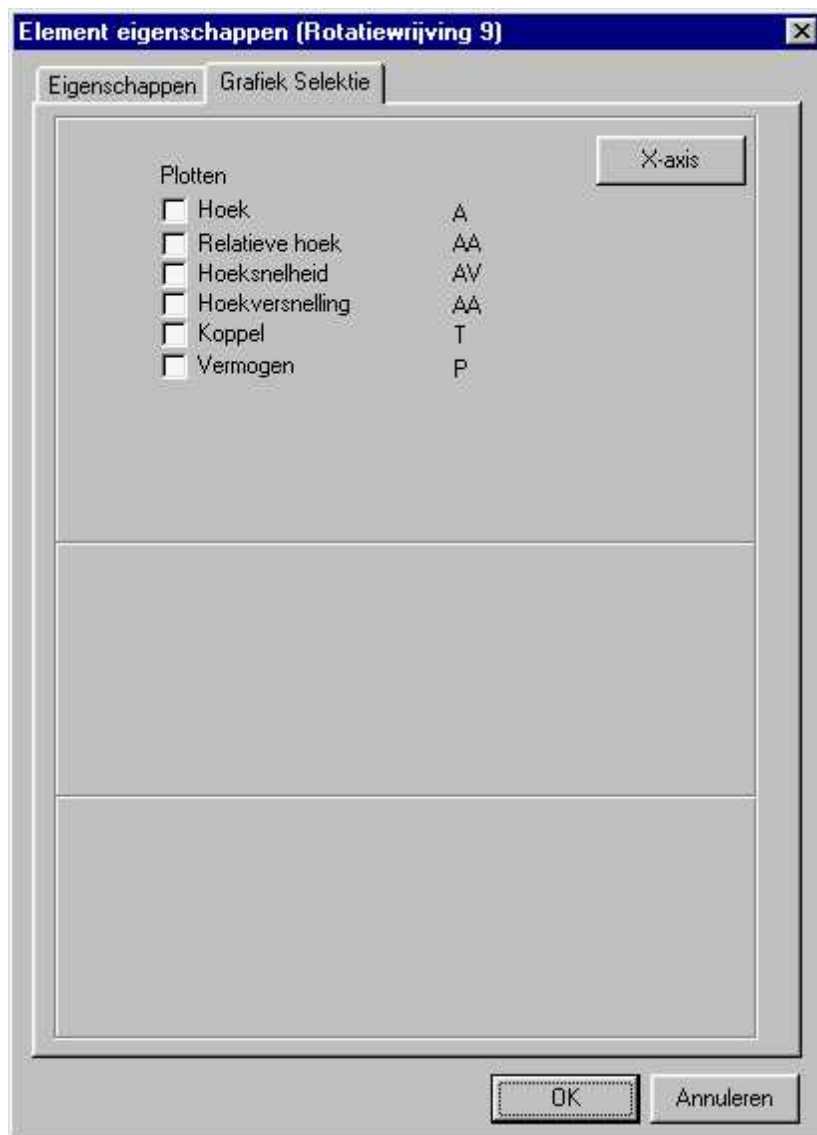 Element eigenschappen (Rotatiewrijving 9)
Eigenschappen Grafiek Selektie
X-axis
Plotten
Hoek A
Relatieve hoek AA
Hoeksnelheid AV
Hoekversnelling AA
Koppel T
Vermogen P
OK Annuleren